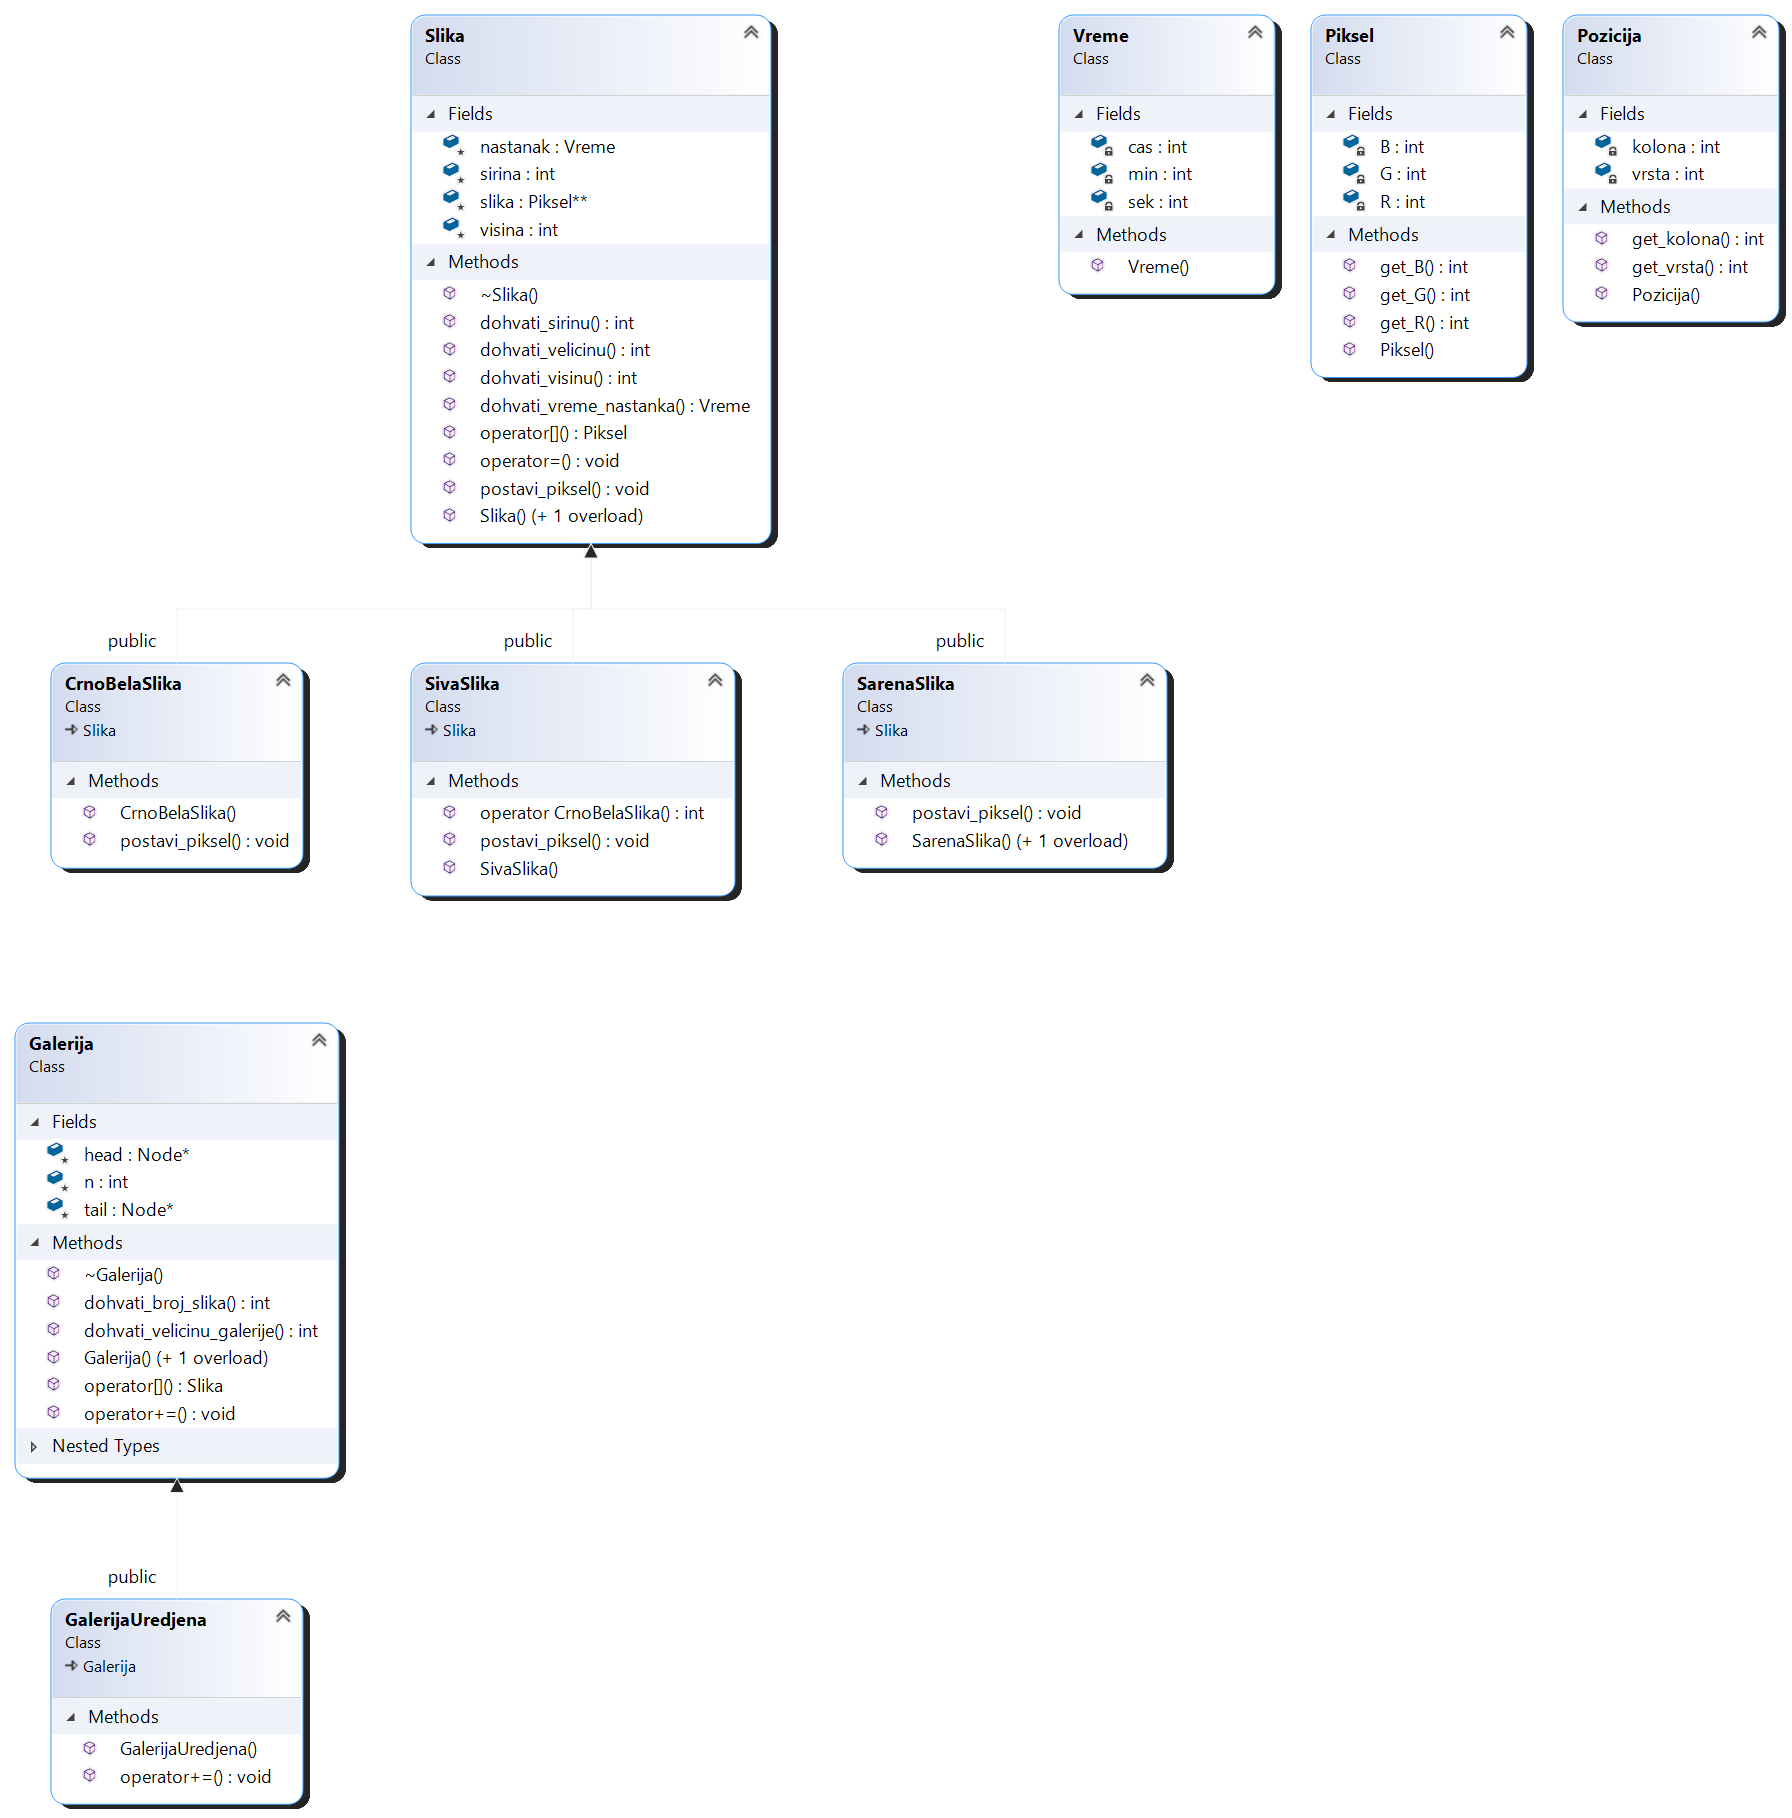 Slika
Class
Fields
nastanak : Vreme
sirina : int
slika : Piksel**
visina : int
Methods
~Slika()
dohvati_sirinu() : int
dohvati_velicinu() : int
dohvati_visinu() : int
dohvati_vreme_nastanka() : Vreme
operator[]() : Piksel
operator=() : void
postavi_piksel() : void
Slika() (+ 1 overload)
Vreme
Class
Fields
cas : int
min : int
sek : int
Methods
Vreme()
Piksel
Class
Fields
B : int
G : int
R : int
Methods
get_B() : int
get_G() : int
get_R() : int
Piksel()
Pozicija
Class
Fields
kolona : int
vrsta : int
Methods
get_kolona() : int
get_vrsta() : int
Pozicija()
public
CrnoBelaSlika
Class
Slika
Methods
CrnoBelaSlika()
postavi_piksel() : void
public
SivaSlika
Class
Slika
Methods
operator CrnoBelaSlika() : int
postavi_piksel() : void
SivaSlika()
public
SarenaSlika
Class
Slika
Methods
postavi_piksel() : void
SarenaSlika() (+ 1 overload)
Galerija
Class
Fields
head : Node*
n : int
tail : Node*
Methods
~Galerija()
dohvati_broj_slika() : int
dohvati_velicinu_galerije() : int
Galerija() (+ 1 overload)
operator[]() : Slika
operator+=() : void
Nested Types
public
GalerijaUredjena
Class
Galerija
Methods
GalerijaUredjena()
operator+=() : void